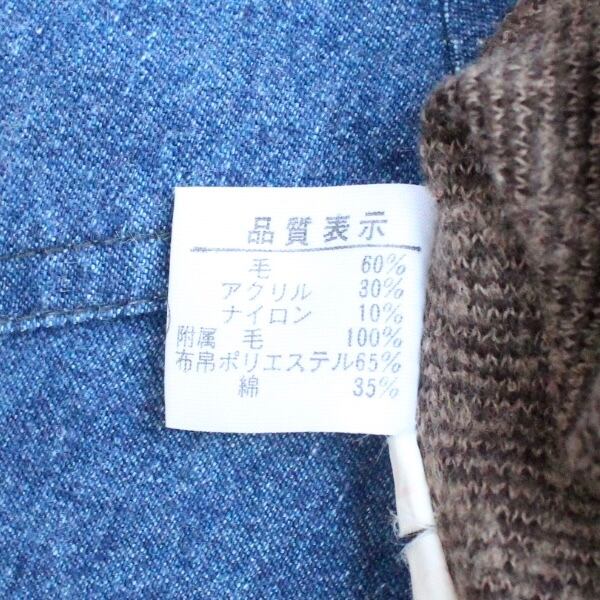 品質表示
毛 60%
アクリル 30%
ナイロン 10%
附属 毛 100%
布帛ポリエステル65%
綿 35%